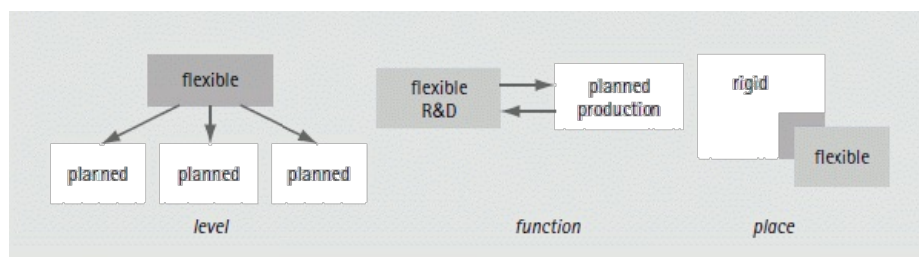 flexible
planned
planned
planned
level
flexible
R&D
planned
production
function
rigid
flexible
place